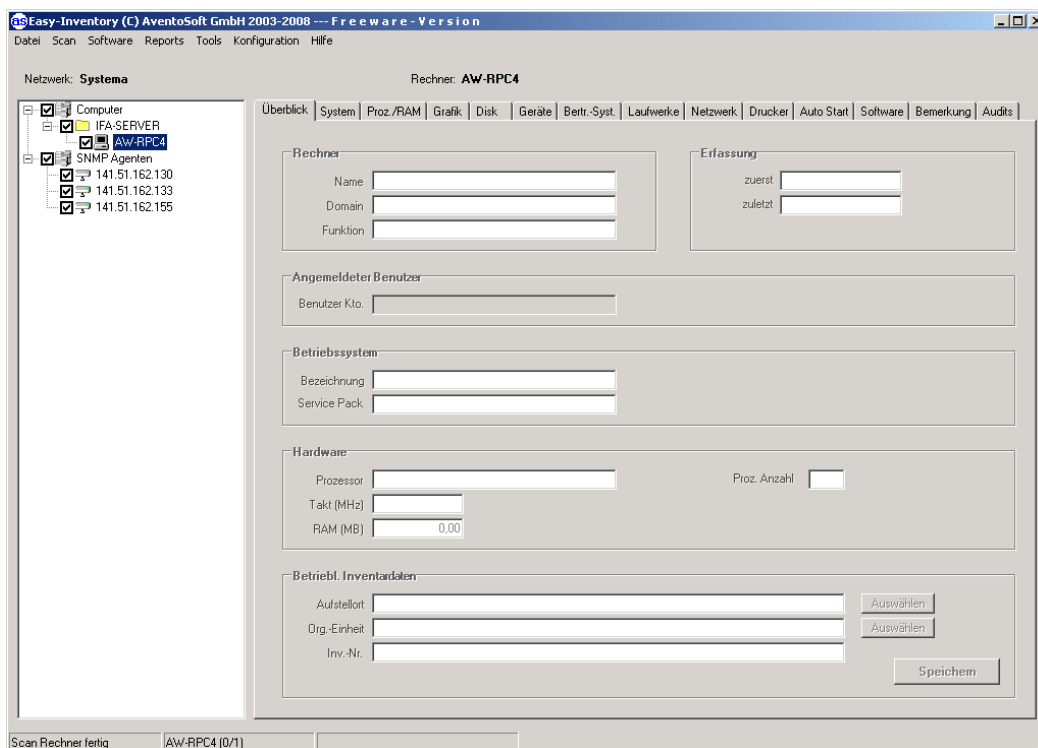 as Easy-Inventory (C) AventoSoft GmbH 2003-2008 --- F r e e w a r e - V e r s i o n
Datei Scan Software Reports Tools Konfiguration Hilfe
Netzwerk: Systema Rechner: AW-RPC4
Computer
IFA-SERVER
AW-RPC4
SNMP Agenten
141.51.162.130
141.51.162.133
141.51.162.155
Überblick System Proz./RAM Grafik Disk Geräte Bertr.-Syst. Laufwerke Netzwerk Drucker Auto Start Software Bemerkung Audits
Rechner
Name
Domain
Funktion
Erfassung
zuerst
zuletzt
Angemeldeter Benutzer
Benutzer Kto.
Betriebssystem
Bezeichnung
Service Pack
Hardware
Prozessor
Proz. Anzahl
Takt (MHz)
RAM (MB) 0,00
Betriebl. Inventardaten
Aufstellort Auswählen
Org.-Einheit Auswählen
Inv.-Nr.
Speichern
Scan Rechner fertig AW-RPC4 (0/1)